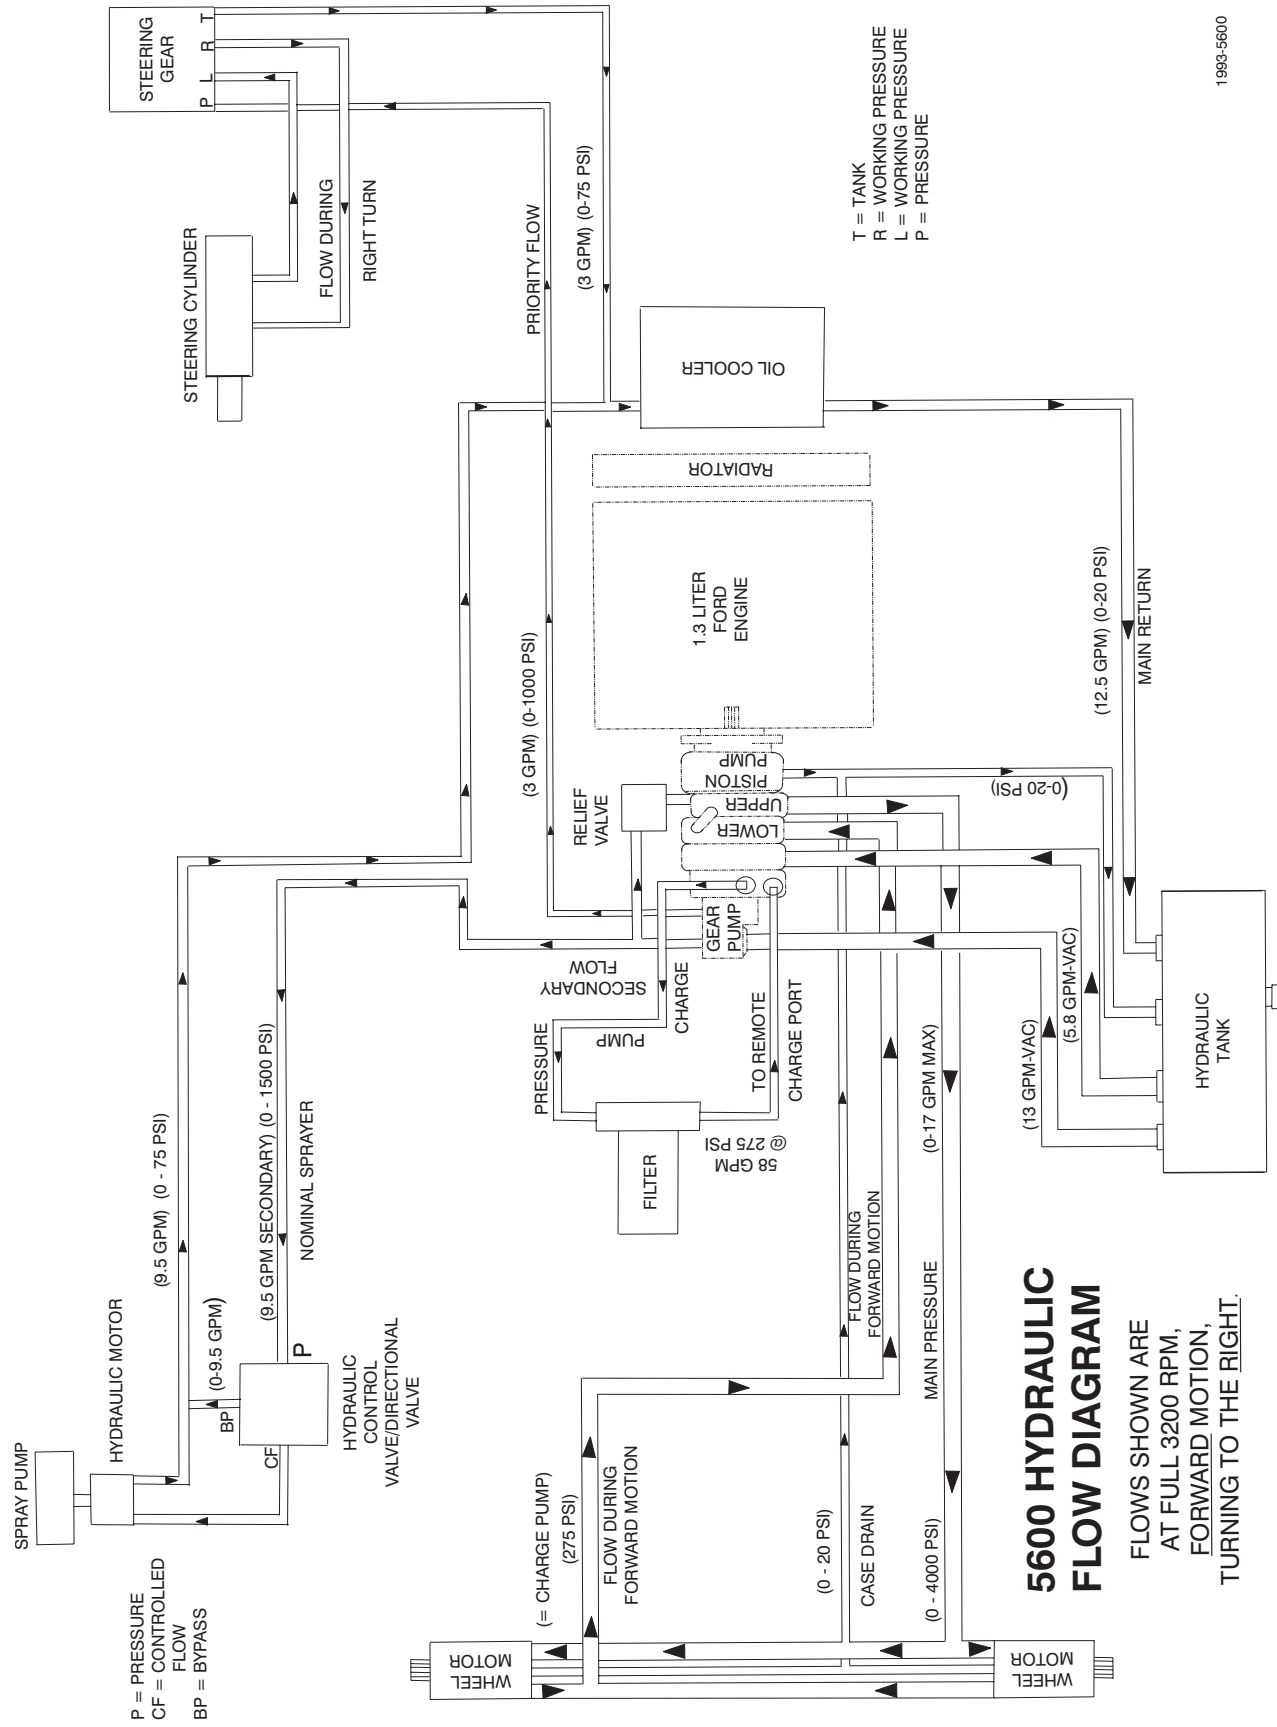 SPRAY PUMP
HYDRAULIC MOTOR
P = PRESSURE
CF = CONTROLLED
FLOW
BP = BYPASS
(9.5 GPM) (0 - 75 PSI)
(0-9.5 GPM)
BP
CF
P
HYDRAULIC
CONTROL
VALVE/DIRECTIONAL
VALVE
(9.5 GPM SECONDARY) (0 - 1500 PSI)
NOMINAL SPRAYER
STEERING
GEAR
P L R T
STEERING CYLINDER
FLOW DURING
RIGHT TURN
PRIORITY FLOW
(3 GPM) (0-75 PSI)
(3 GPM) (0-1000 PSI)
T = TANK
R = WORKING PRESSURE
L = WORKING PRESSURE
P = PRESSURE
OIL COOLER
RADIATOR
1.3 LITER
FORD
ENGINE
RELIEF
VALVE
PISTON
PUMP
UPPER
LOWER
GEAR
PUMP
SECONDARY
FLOW
CHARGE
PUMP
PRESSURE
TO REMOTE
CHARGE PORT
FILTER
58 GPM
@ 275 PSI
(12.5 GPM) (0-20 PSI)
MAIN RETURN
(0-20 PSI)
(5.8 GPM-VAC)
(13 GPM-VAC)
HYDRAULIC
TANK
(0-17 GPM MAX)
MAIN PRESSURE
FLOW DURING
FORWARD MOTION
(= CHARGE PUMP)
(275 PSI)
FLOW DURING
FORWARD MOTION
(0 - 20 PSI)
CASE DRAIN
(0 - 4000 PSI)
WHEEL
MOTOR
WHEEL
MOTOR
5600 HYDRAULIC
FLOW DIAGRAM
FLOWS SHOWN ARE
AT FULL 3200 RPM,
FORWARD MOTION,
TURNING TO THE RIGHT.
1993-5600